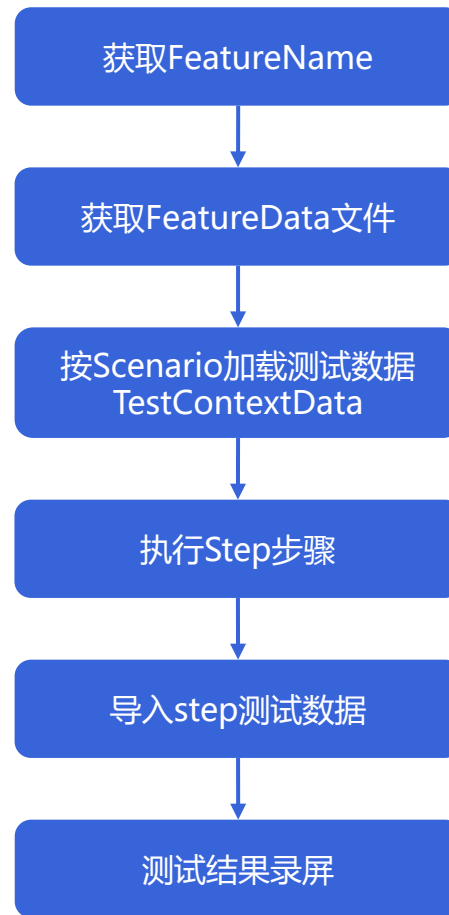 获取FeatureName
获取FeatureData文件
按Scenario加载测试数据
TestContextData
执行Step步骤
导入step测试数据
测试结果录屏